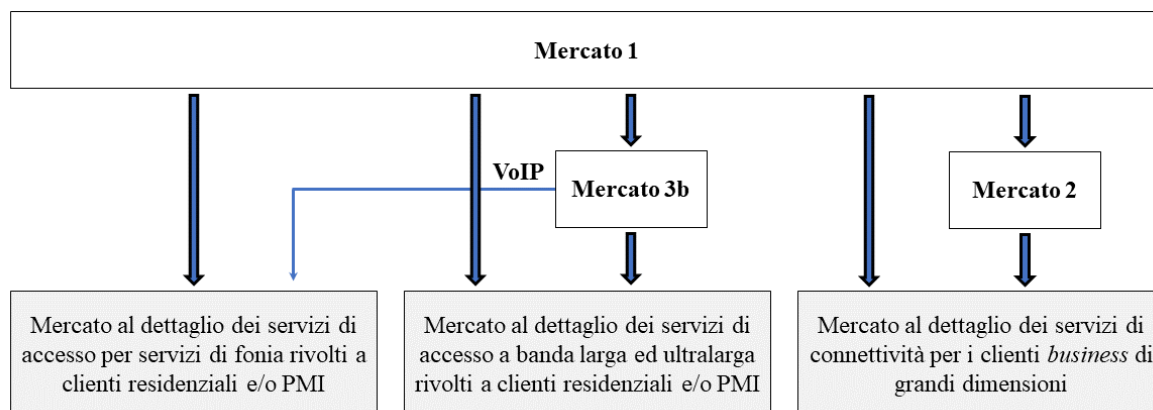 Mercato 1
VoIP
Mercato 3b
Mercato 2
Mercato al dettaglio dei servizi di
accesso per servizi di fonia rivolti a
clienti residenziali e/o PMI
Mercato al dettaglio dei servizi di
accesso a banda larga ed ultralarga
rivolti a clienti residenziali e/o PMI
Mercato al dettaglio dei servizi di
connettività per i clienti business di
grandi dimensioni